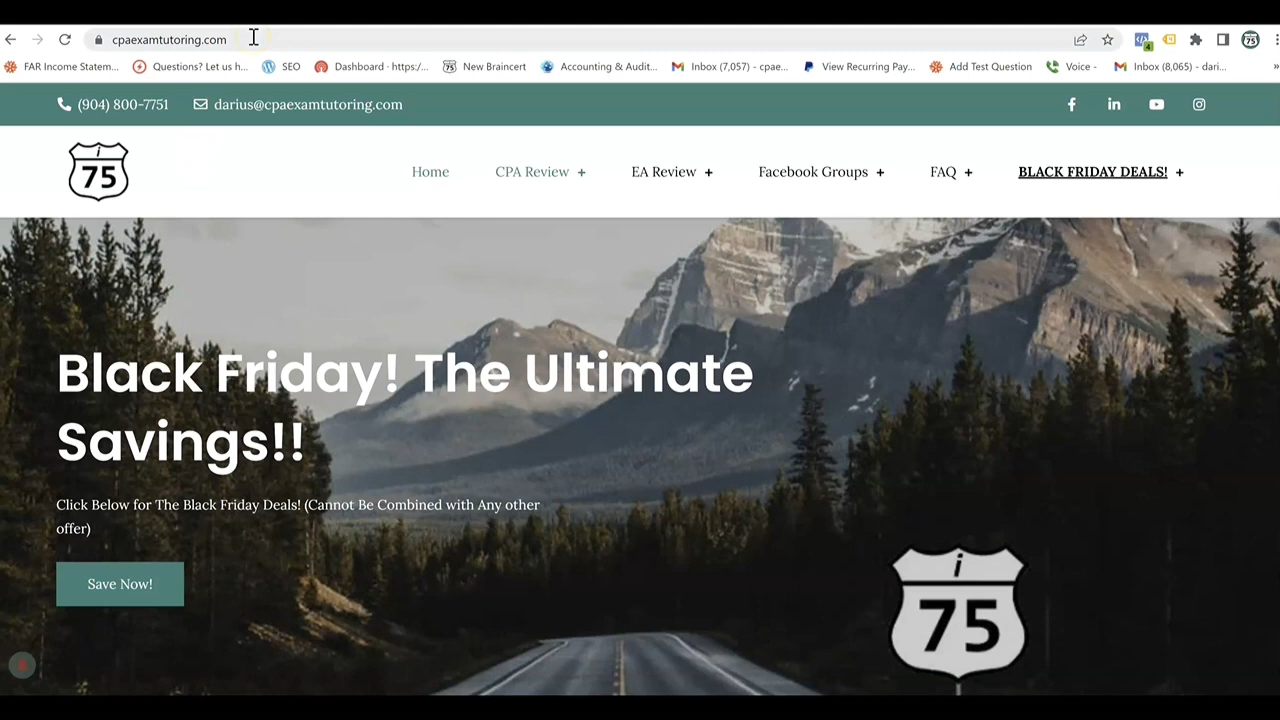 cpaexamtutoring.com
FAR Income Statem... Questions? Let us h... SEO Dashboard - https:/... New Braincert Accounting & Audit... Inbox (7,057) - cpae... View Recurring Pay... Add Test Question Voice - Inbox (8,065) - dari... »
(904) 800-7751 darius@cpaexamtutoring.com
i
75
Home CPA Review + EA Review + Facebook Groups + FAQ + BLACK FRIDAY DEALS! +
Black Friday! The Ultimate
Savings!!
Click Below for The Black Friday Deals! (Cannot Be Combined with Any other
offer)
Save Now!
i
75